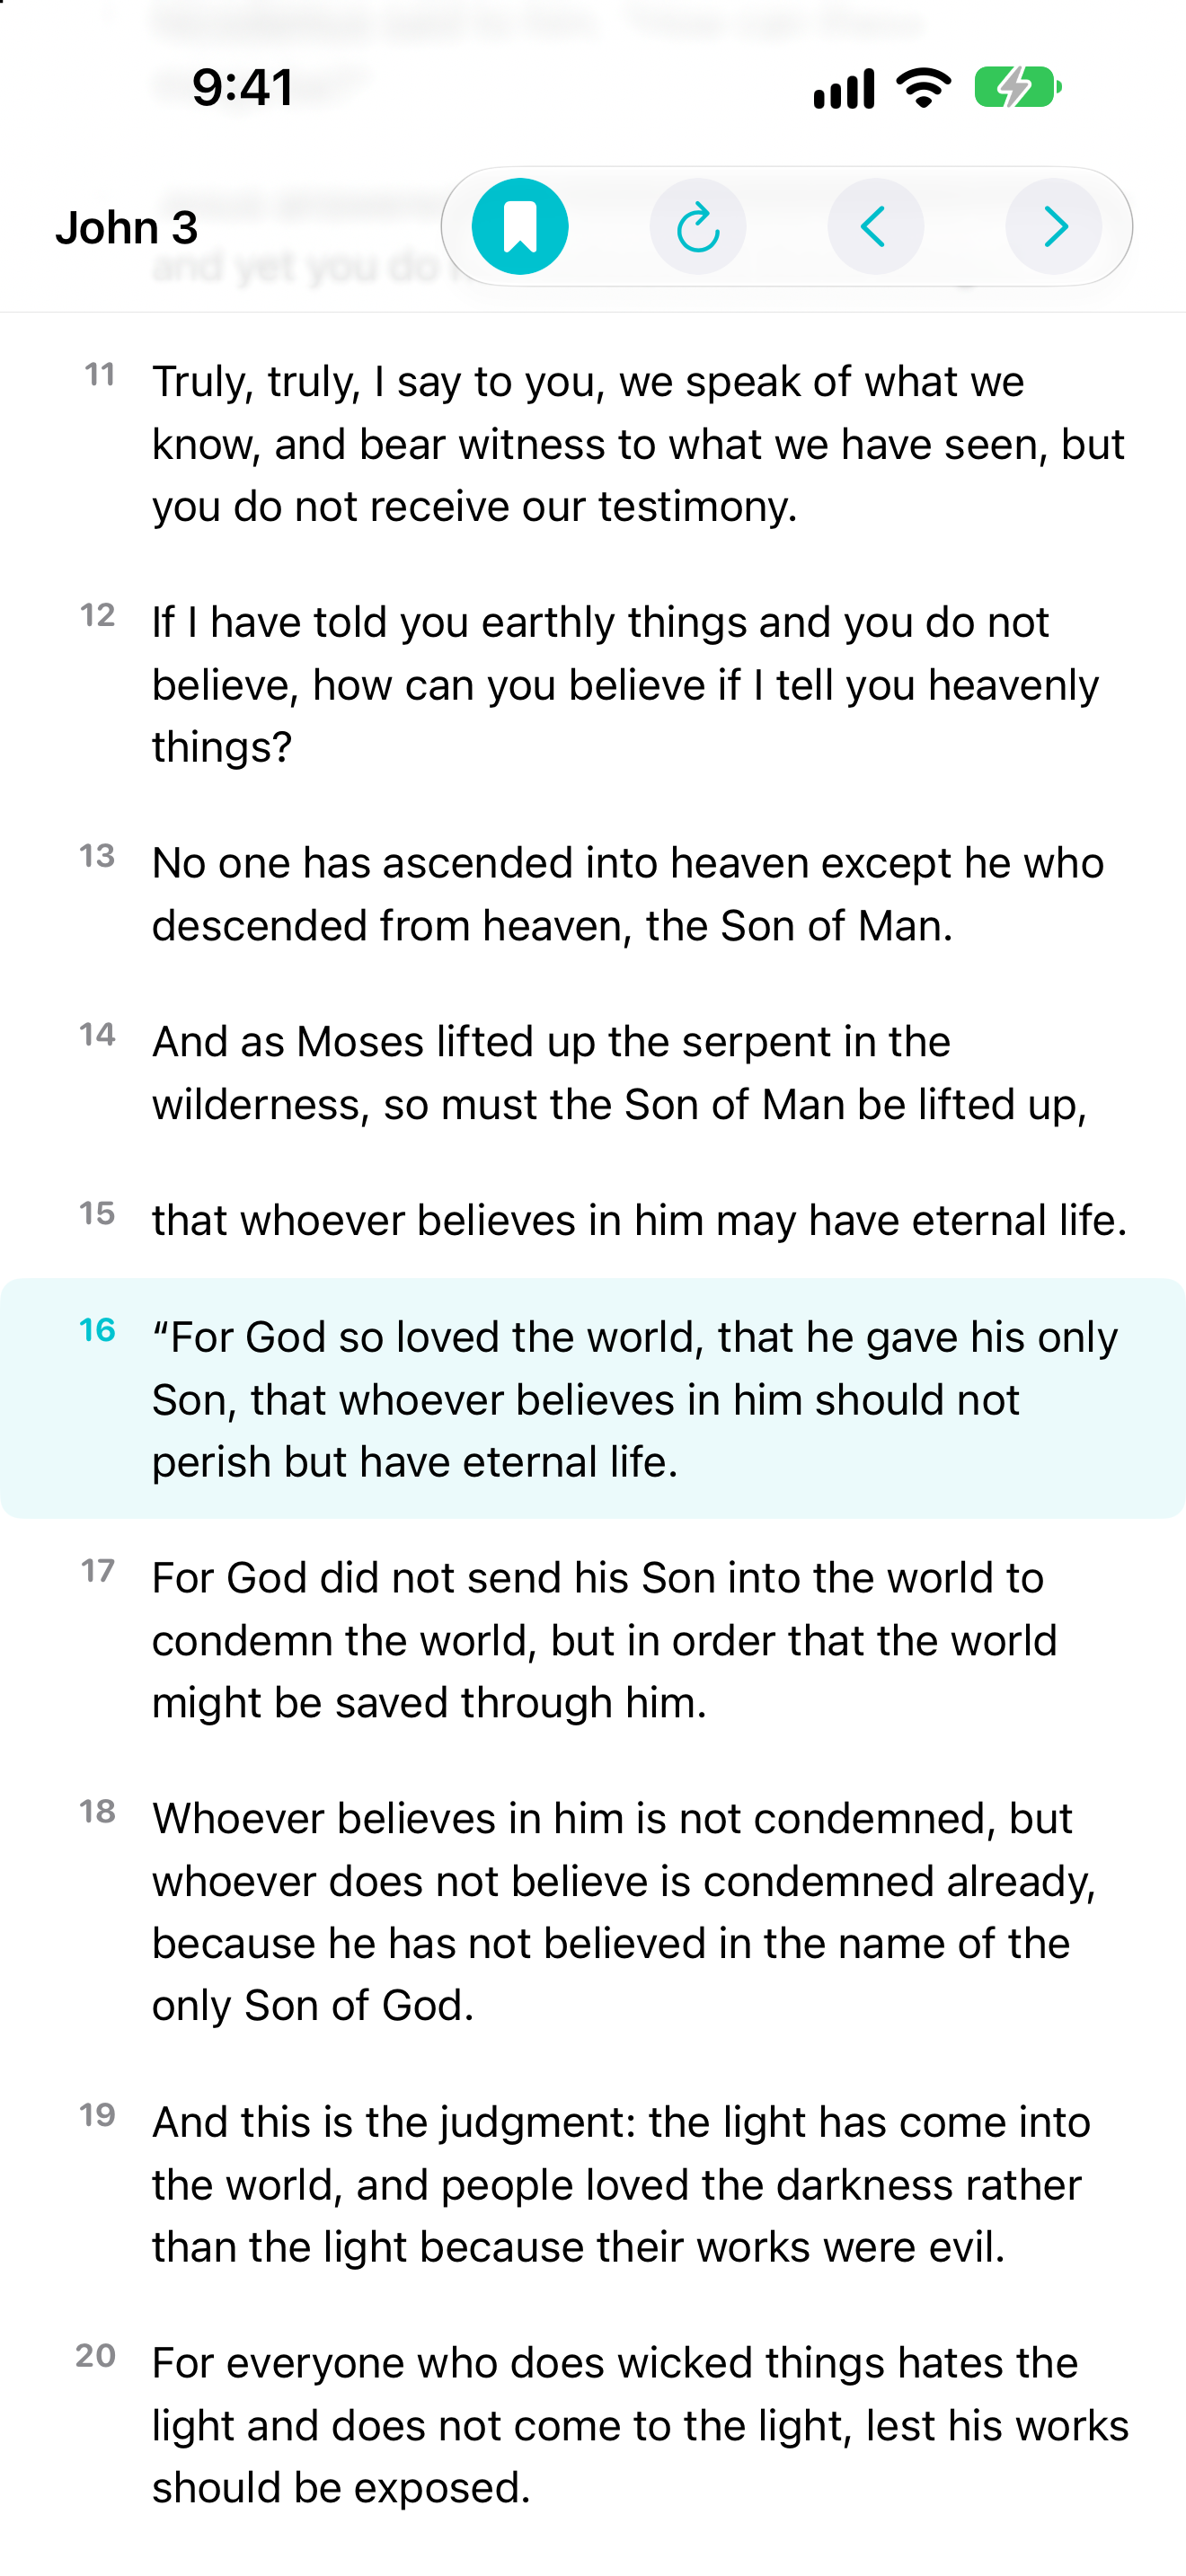 9:41
John 3
and yet you do
11 Truly, truly, I say to you, we speak of what we
know, and bear witness to what we have seen, but
you do not receive our testimony.
12 If I have told you earthly things and you do not
believe, how can you believe if I tell you heavenly
things?
13 No one has ascended into heaven except he who
descended from heaven, the Son of Man.
14 And as Moses lifted up the serpent in the
wilderness, so must the Son of Man be lifted up,
15 that whoever believes in him may have eternal life.
16 “For God so loved the world, that he gave his only
Son, that whoever believes in him should not
perish but have eternal life.
17 For God did not send his Son into the world to
condemn the world, but in order that the world
might be saved through him.
18 Whoever believes in him is not condemned, but
whoever does not believe is condemned already,
because he has not believed in the name of the
only Son of God.
19 And this is the judgment: the light has come into
the world, and people loved the darkness rather
than the light because their works were evil.
20 For everyone who does wicked things hates the
light and does not come to the light, lest his works
should be exposed.